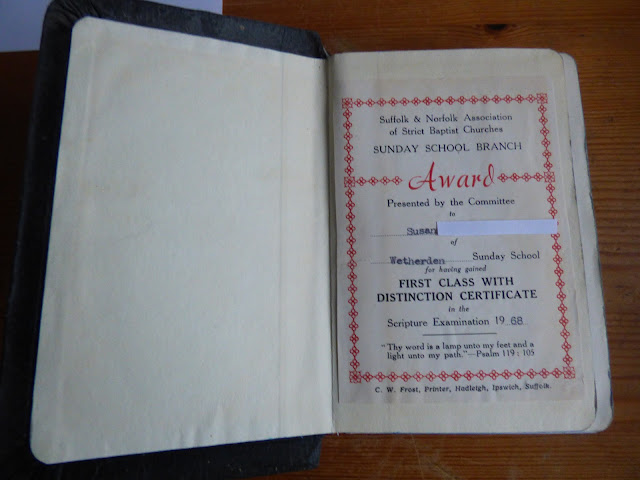 Suffolk & Norfolk Association
of Strict Baptist Churches
SUNDAY SCHOOL BRANCH
Award
Presented by the Committee
to
Susan
of
Wetherden Sunday School
for having gained
FIRST CLASS WITH
DISTINCTION CERTIFICATE
in the
Scripture Examination 1968
"Thy word is a lamp unto my feet and a
light unto my path."—Psalm 119 : 105
C. W. Frost, Printer, Hadleigh, Ipswich, Suffolk.